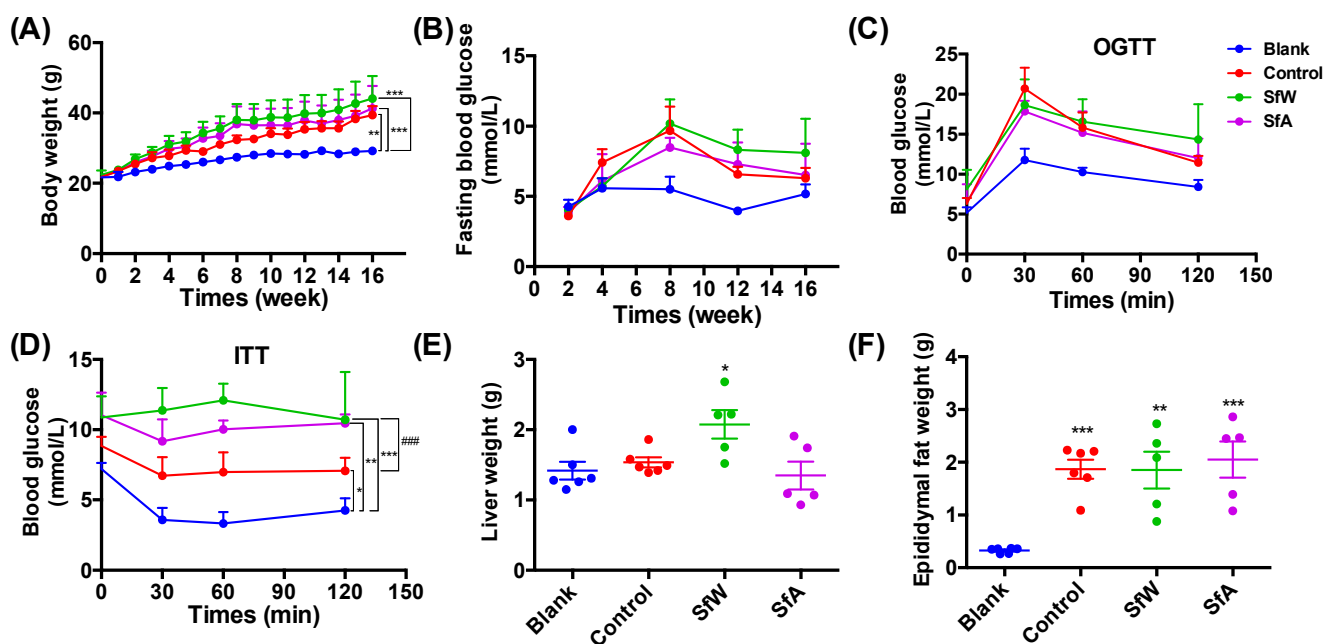 (A)
Body weight (g)
60
40
20
0
0 2 4 6 8 10 12 14 16
Times (week)
***
**
***
(B)
Fasting blood glucose
(mmol/L)
15
10
5
0
0 2 4 6 8 10 12 14 16
Times (week)
(C)
OGTT
Blood glucose
(mmol/L)
25
20
15
10
5
0
0 30 60 90 120 150
Times (min)
Blank
Control
SfW
SfA
(D)
ITT
Blood glucose
(mmol/L)
15
10
5
0
0 30 60 90 120 150
Times (min)
*
**
***
###
(E)
Liver weight (g)
3
2
1
0
*
Blank
Control
SfW
SfA
(F)
Epididymal fat weight (g)
4
3
2
1
0
***
**
***
Blank
Control
SfW
SfA